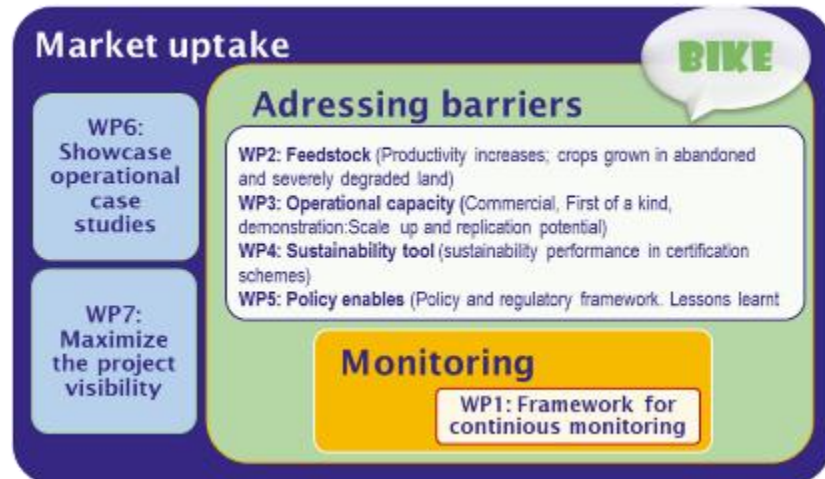 Market uptake
BIKE
WP6:
Showcase
operational
case
studies
WP7:
Maximize
the project
visibility
Adressing barriers
WP2: Feedstock (Productivity increases; crops grown in abandoned
and severely degraded land)
WP3: Operational capacity (Commercial, First of a kind,
demonstration:Scale up and replication potential)
WP4: Sustainability tool (sustainability performance in certification
schemes)
WP5: Policy enables (Policy and regulatory framework. Lessons learnt
Monitoring
WP1: Framework for
continious monitoring